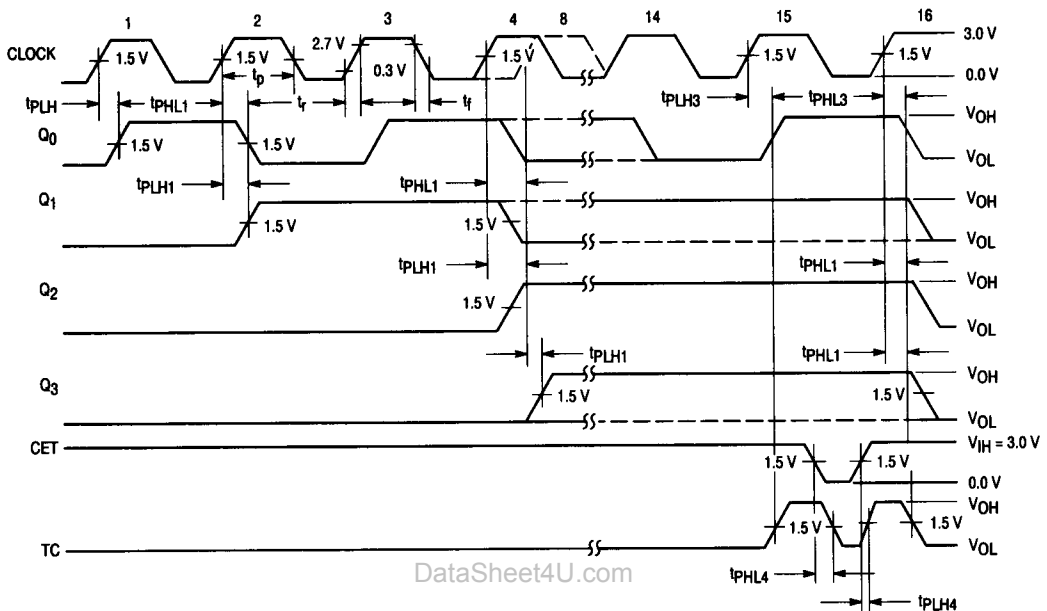 1 2 3 4 8 14 15 16
CLOCK 1.5 V 1.5 V 2.7 V 1.5 V 1.5 V 1.5 V 3.0 V
tp 0.3 V 0.0 V
tPLH tPHL1 tr tf tPLH3 tPHL3
Q0 1.5 V 1.5 V 1.5 V VOH
VOL
tPLH1 tPHL1
Q1 1.5 V 1.5 V VOH
VOL
tPLH1 tPHL1
Q2 1.5 V VOH
VOL
tPLH1 tPHL1
Q3 1.5 V 1.5 V VOH
VOL
CET 1.5 V 1.5 V VIH = 3.0 V
0.0 V
TC 1.5 V 1.5 V VOH
VOL
tPHL4
tPLH4
DataSheet4U.com